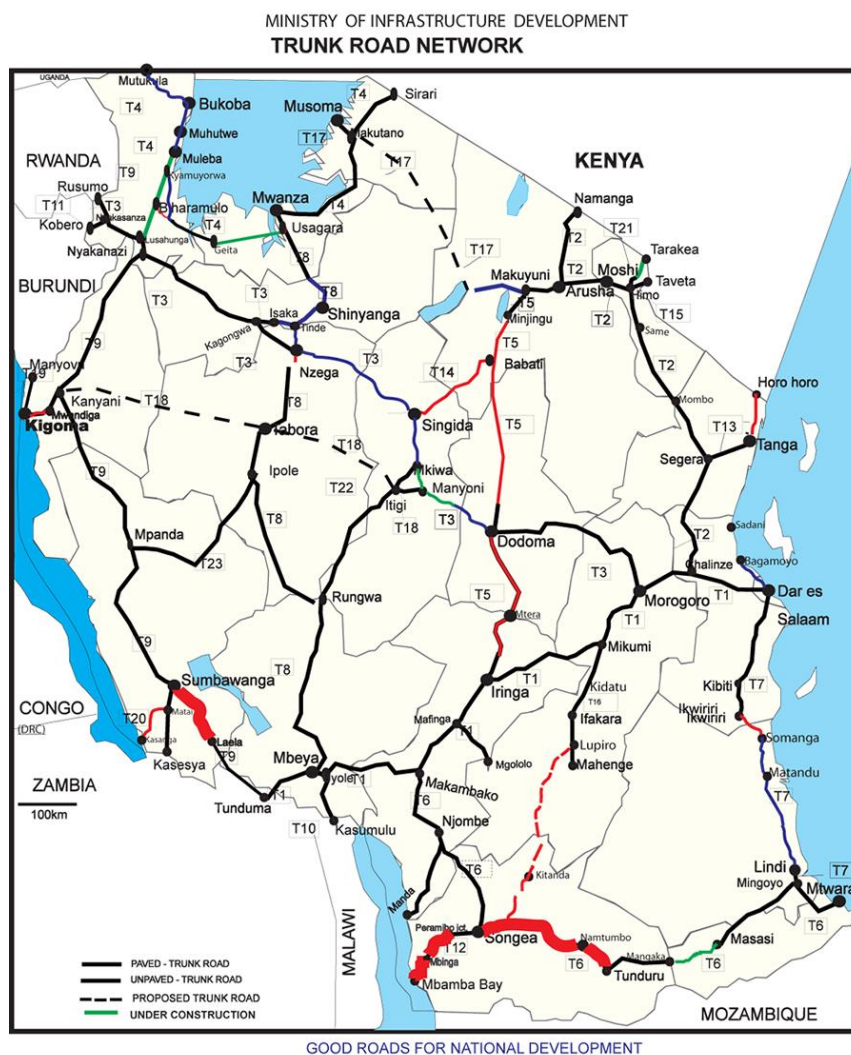 MINISTRY OF INFRASTRUCTURE DEVELOPMENT
TRUNK ROAD NETWORK
UGANDA
Mutukula
T4
Bukoba
Musoma
T4
Sirari
T4
Muhutwe
T17
Makutano
RWANDA
T9
Muleba
T17
KENYA
Kyamuyorwa
Rusumo
T11
T3
Biharamulo
Mwanza
T4
Namanga
Kobero
Nyakasanza
T4
Usagara
T2
T21
Lusahunga
Geita
Tarakea
Nyakanazi
T8
T17
Makuyuni
T2
Moshi
Taveta
BURUNDI
T3
T3
T8
T5
Arusha
Himo
T15
Isaka
Shinyanga
Minjingu
T2
Same
Kagongwa
Tinde
T5
T9
T3
T3
T14
Babati
T2
Manyovu
Nzega
T19
Kanyani
T18
T8
Mombo
Horo horo
Mwandiga
Kigoma
Singida
T5
T13
Tabora
T18
Tanga
T9
Ipole
Mkiwa
Segera
T22
Manyoni
Itigi
T8
T18
T3
Sadani
Mpanda
Dodoma
T2
Chalinze
Bagamoyo
T23
T3
Rungwa
T5
T1
Dar es
Salaam
Mtera
Morogoro
T1
T9
T8
Mikumi
Sumbawanga
T1
Kibiti
T7
CONGO
(DRC)
T20
Matai
Iringa
Kidatu
T16
Ikwiriri
Ikwiriri
Mafinga
Ifakara
Kasanga
Laela
T1
Somanga
Kasesya
T9
Mbeya
Lupiro
ZAMBIA
Mgololo
Mahenge
Matandu
100km
T1
T1
Makambako
T7
Tunduma
T6
T10
Kasumulu
Njombe
T6
Lindi
T7
Kitanda
Mingoyo
Mtwara
Manda
T6
Peramiho jct
MALAWI
T12
Songea
Namtumbo
Masasi
Mbinga
T6
Mangaka
T6
Tunduru
Mbamba Bay
PAVED - TRUNK ROAD
UNPAVED - TRUNK ROAD
PROPOSED TRUNK ROAD
UNDER CONSTRUCTION
MOZAMBIQUE
GOOD ROADS FOR NATIONAL DEVELOPMENT